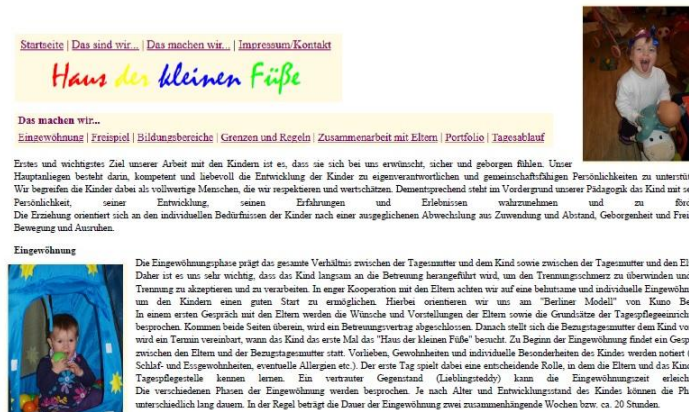 Startseite | Das sind wir... | Das machen wir... | Impressum/Kontakt
Haus der kleinen Füße
Das machen wir...
Eingewöhnung | Freispiel | Bildungsbereiche | Grenzen und Regeln | Zusammenarbeit mit Eltern | Portfolio | Tagesablauf
Erstes und wichtigstes Ziel unserer Arbeit mit den Kindern ist es, dass sie sich bei uns erwünscht, sicher und geborgen fühlen. Unser
Hauptanliegen besteht darin, kompetent und liebevoll die Entwicklung der Kinder zu eigenverantwortlichen und gemeinschaftsfähigen Persönlichkeiten zu unterstüt
Wir begreifen die Kinder dabei als vollwertige Menschen, die wir respektieren und wertschätzen. Dementsprechend steht im Vordergrund unserer Pädagogik das Kind mit se
Persönlichkeit, seiner Entwicklung, seinen Erfahrungen und Erlebnissen wahrzunehmen und zu förd
Die Erziehung orientiert sich an den individuellen Bedürfnissen der Kinder nach einer ausgeglichenen Abwechslung aus Zuwendung und Abstand, Geborgenheit und Frei
Bewegung und Ausruhen.
Eingewöhnung
Die Eingewöhnungsphase prägt das gesamte Verhältnis zwischen der Tagesmutter und dem Kind sowie zwischen der Tagesmutter und den El
Daher ist es uns sehr wichtig, dass das Kind langsam an die Betreuung herangeführt wird, um den Trennungsschmerz zu überwinden und
Trennung zu akzeptieren und zu verarbeiten. In enger Kooperation mit den Eltern achten wir auf eine behutsame und individuelle Eingewöhn
um den Kindern einen guten Start zu ermöglichen. Hierbei orientieren wir uns am "Berliner Modell" von Kuno Be
In einem ersten Gespräch mit den Eltern werden die Wünsche und Vorstellungen der Eltern sowie die Grundsätze der Tagespflegeeinricht
besprochen. Kommen beide Seiten überein, wird ein Betreuungsvertrag abgeschlossen. Danach stellt sich die Bezugstagesmutter dem Kind vor
wird ein Termin vereinbart, wann das Kind das erste Mal das "Haus der kleinen Füße" besucht. Zu Beginn der Eingewöhnung findet ein Gesp
zwischen den Eltern und der Bezugstagesmutter statt. Vorlieben, Gewohnheiten und individuelle Besonderheiten des Kindes werden notiert (
Schlaf- und Essgewohnheiten, eventuelle Allergien etc.). Der erste Tag spielt dabei eine entscheidende Rolle, in dem die Eltern und das Kind
Tagespflegestelle kennen lernen. Ein vertrauter Gegenstand (Lieblingsteddy) kann die Eingewöhnungszeit erleich
Die verschiedenen Phasen der Eingewöhnung werden besprochen. Je nach Alter und Entwicklungsstand des Kindes können die Ph
unterschiedlich lang dauern. In der Regel beträgt die Dauer der Eingewöhnung zwei zusammenhängende Wochen bzw. ca. 20 Stunden.